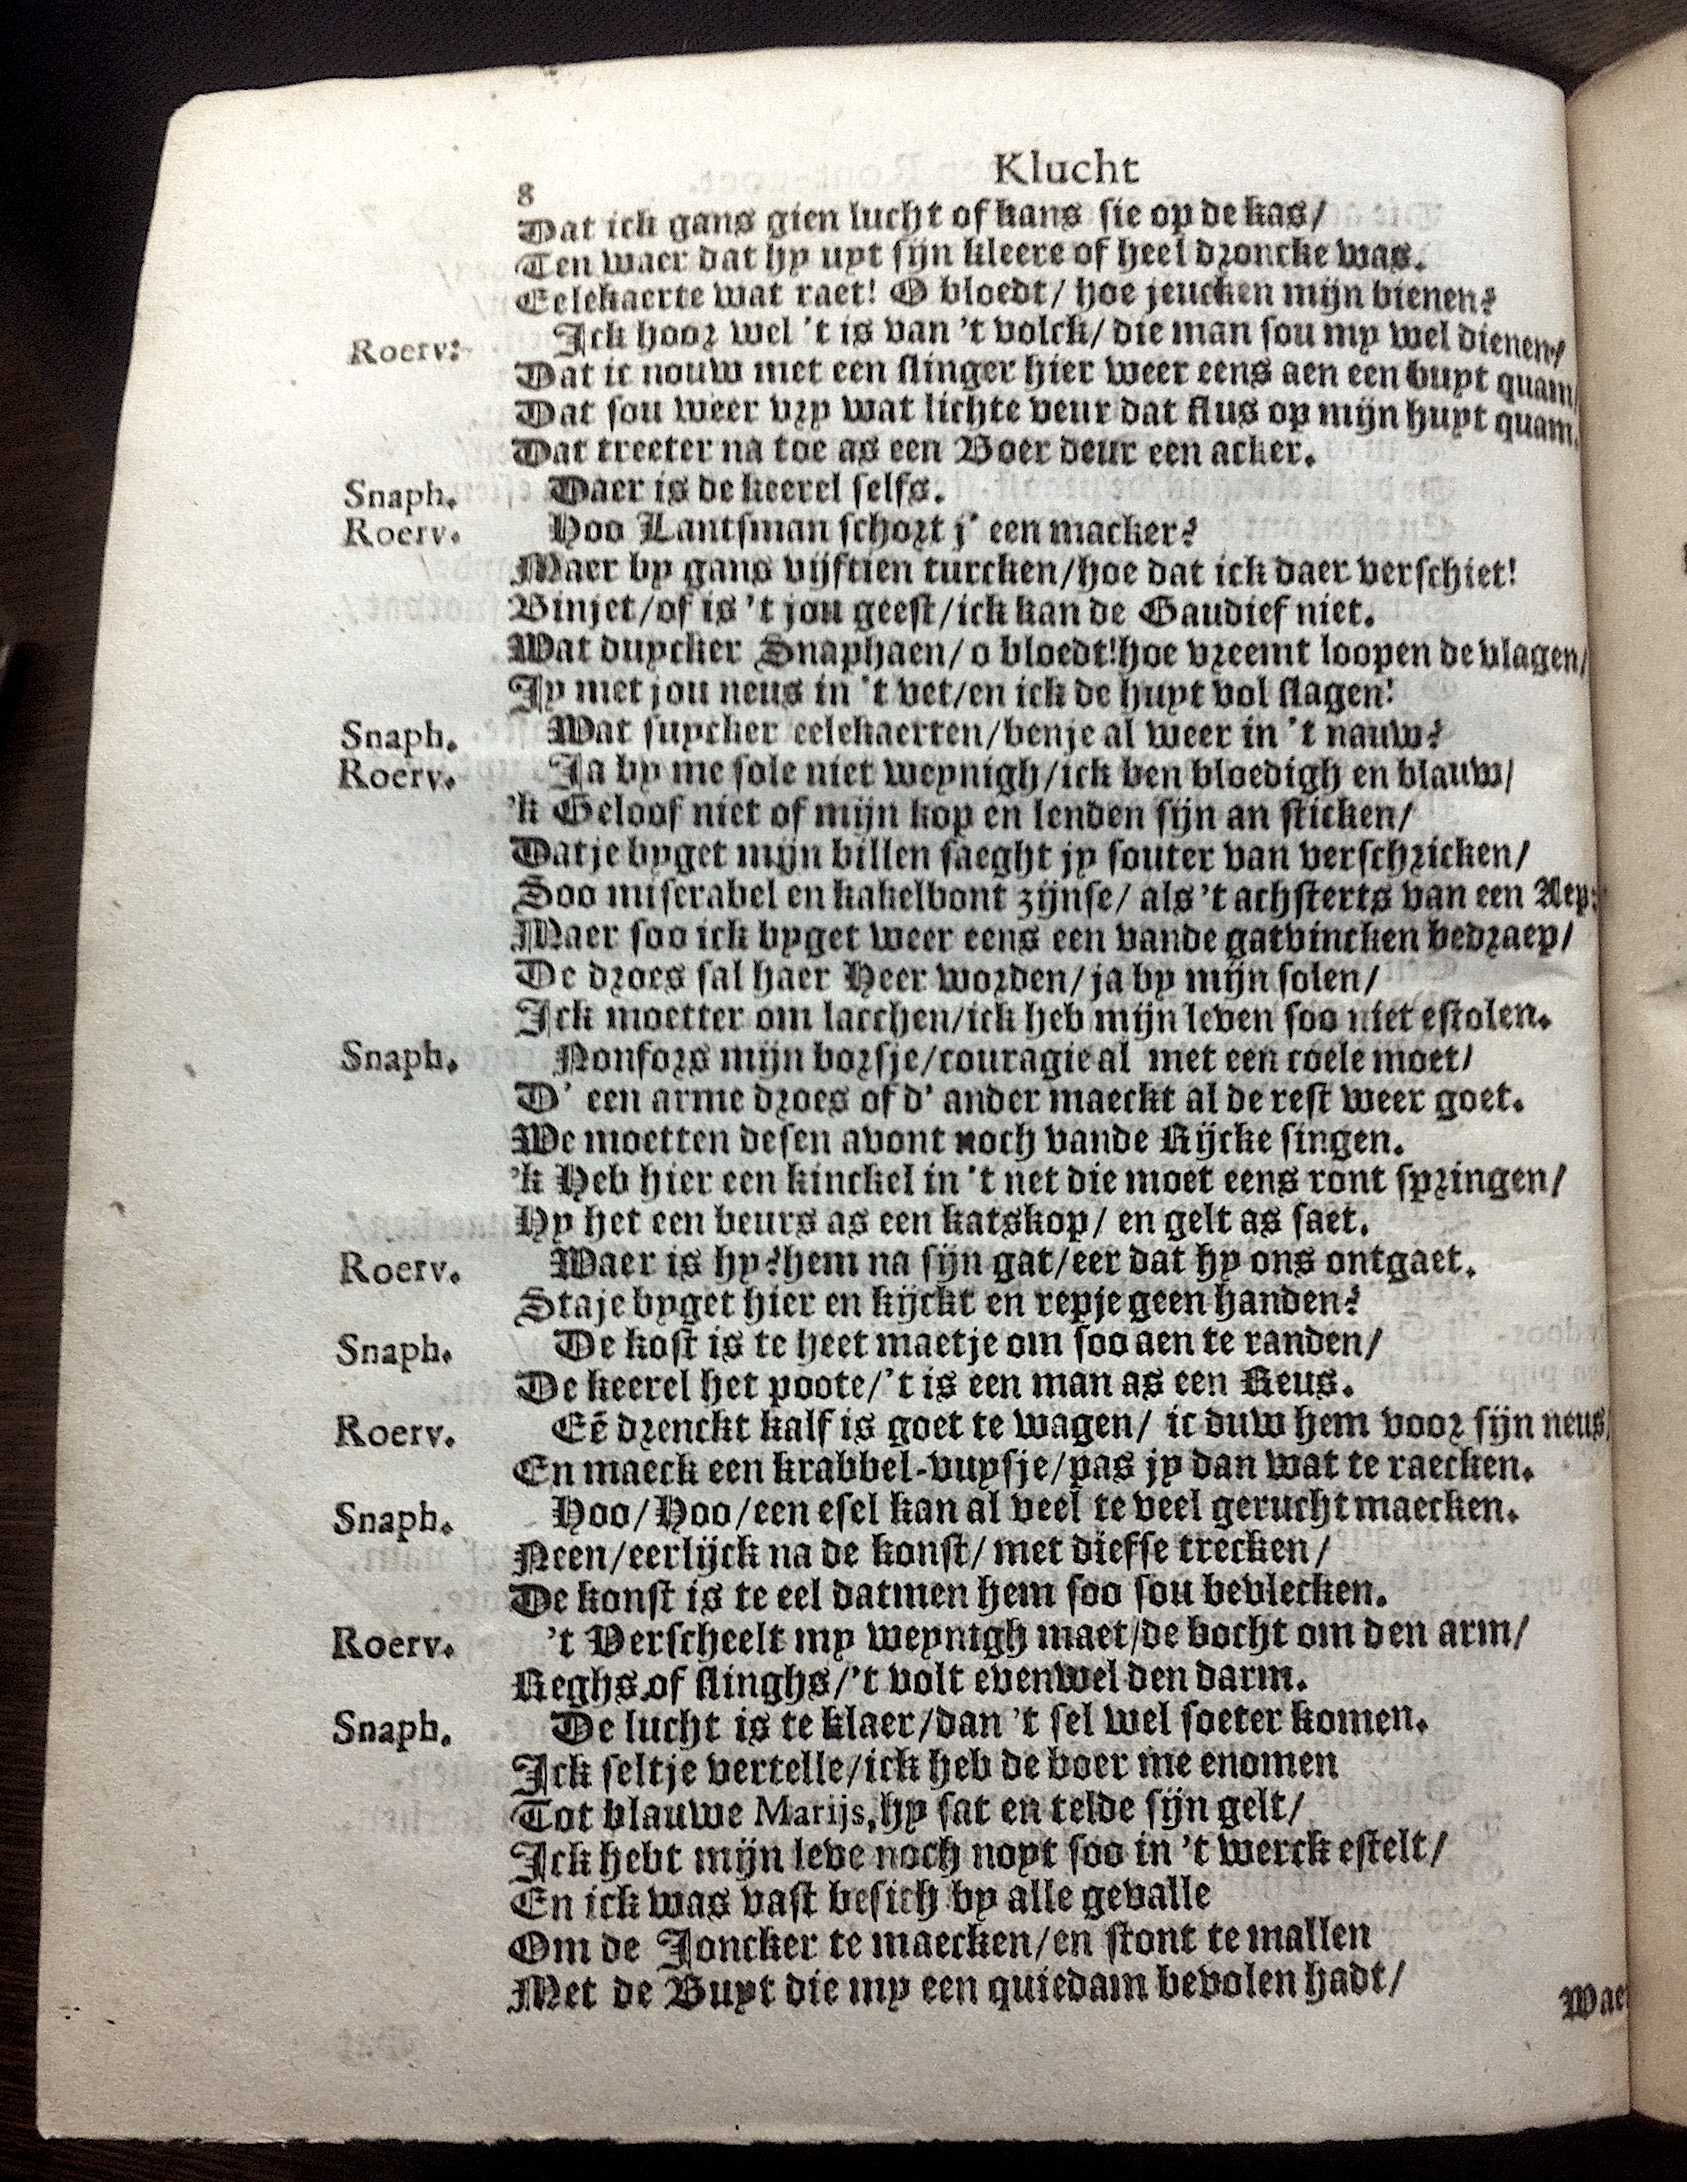 8
Klucht
Dat ick gans gien lucht of kans sie op de kas/
Ten waer dat hy uyt sijn kleere of heel droncke was.
Eelekaerte wat raet! O bloedt/ hoe jeucken mijn bienen?
Roerv: Ick hoor wel 't is van 't volck/ die man sou my wel dienen/
Dat ic nouw met een slinger hier weer eens aen een buyt quam/
Dat sou weer vry wat lichte veur dat flus op mijn huyt quam.
Dat treeter na toe as een Boer deur een acker.
Snaph. Daer is de keerel selfs.
Roerv. Hoo Lantsman schort j' een macker?
Maer by gans vijftien turcken/hoe dat ick daer verschiet!
Binjet/of is 't jou geest/ick kan de Gaudief niet.
Wat duycker Snaphaen/ o bloedt!hoe vreemt loopen de vlagen/
Jy met jou neus in 't vet/en ick de huyt vol slagen!
Snaph. Wat suycker eelekaerten/benje al weer in 't nauw?
Roerv. Ja by me sole niet weynigh/ick ben bloedigh en blauw/
'k Geloof niet of mijn kop en lenden sijn an sticken/
Datje byget mijn billen saeght jy souter van verschricken/
Soo miserabel en kakelbont zijnse/ als 't achsterts van een Aep:
Maer soo ick byget weer eens een vande gatvincken bedraep/
De droes sal haer Heer worden/ ja by mijn solen/
Ick moetter om lacchen/ick heb mijn leven soo niet estolen.
Snaph. Nonfors mijn borsje/couragie al met een coele moet/
D' een arme droes of d' ander maeckt al de rest weer goet.
We moetten desen avont noch vande Rijcke singen.
'k Heb hier een kinckel in 't net die moet eens ront springen/
Hy het een beurs as een katskop/ en gelt as saet.
Roerv. Waer is hy?hem na sijn gat/eer dat hy ons ontgaet.
Staje byget hier en kijckt en repje geen handen?
Snaph. De kost is te heet maetje om soo aen te randen/
De keerel het poote/'t is een man as een Reus.
Roerv. Eē drenckt kalf is goet te wagen/ ic duw hem voor sijn neus/
En maeck een krabbel-vuysje/pas jy dan wat te raecken.
Snaph. Hoo/Hoo/een esel kan al veel te veel gerucht maecken.
Neen/eerlijck na de konst/ met diefse trecken/
De konst is te eel datmen hem soo sou bevlecken.
Roerv. 't Verscheelt my weynigh maet/de bocht om den arm/
Reghs of slinghs/'t volt evenwel den darm.
Snaph. De lucht is te klaer/dan 't sel wel soeter komen.
Ick seltje vertelle/ick heb de boer me enomen
Tot blauwe Marijs,hy sat en telde sijn gelt/
Ick hebt mijn leve noch noyt soo in 't werck estelt/
En ick was vast besich by alle gevalle
Om de Joncker te maecken/en stont te mallen
Met de Buyt die my een quiedam bevolen hadt/